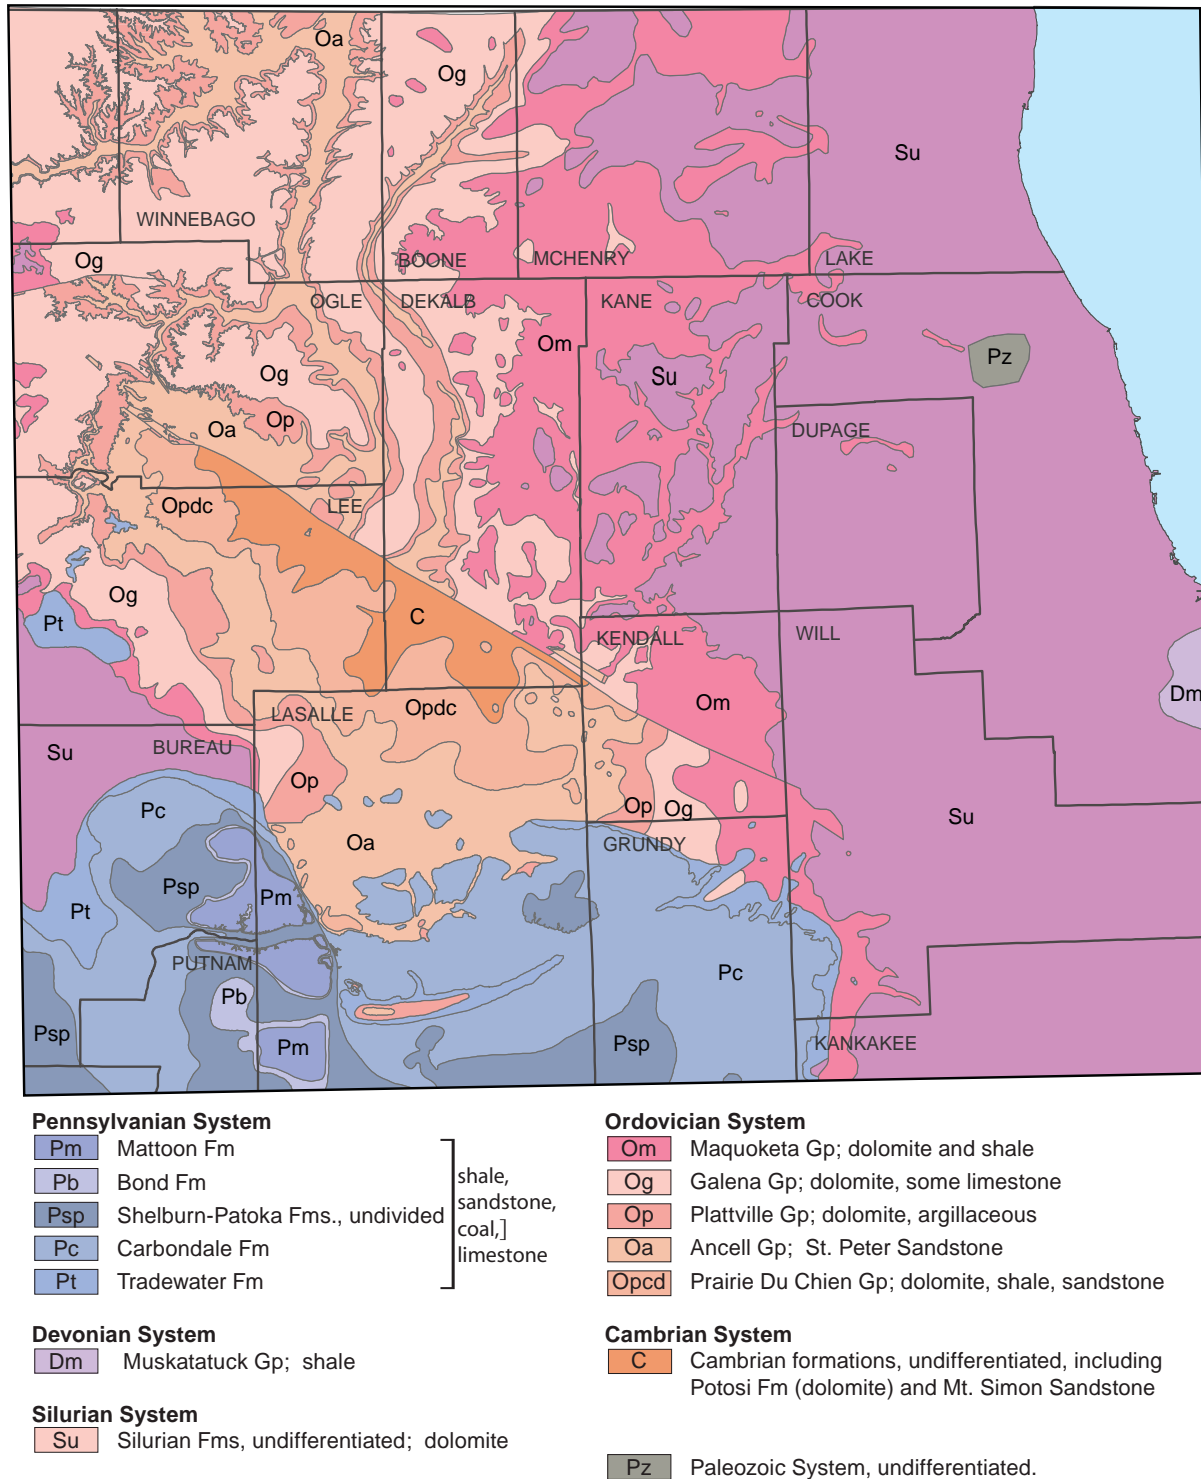 Oa
Og
Su
WINNEBAGO
Og
BOONE
MCHENRY
LAKE
OGLE
DEKALB
KANE
COOK
Om
Pz
Og
Su
Oa
Op
DUPAGE
Opdc
LEE
Og
C
Pt
KENDALL
WILL
Om
Dm
LASALLE
Opdc
BUREAU
Su
Op
Pc
Op
Og
Su
Oa
GRUNDY
Psp
Pm
Pt
PUTNAM
Pb
Pc
Psp
Pm
Psp
KANKAKEE
Pennsylvanian System
Pm Mattoon Fm
Pb Bond Fm
Psp Shelburn-Patoka Fms., undivided
Pc Carbondale Fm
Pt Tradewater Fm
shale,
sandstone,
coal,]
limestone
Devonian System
Dm Muskatatuck Gp; shale
Silurian System
Su Silurian Fms, undifferentiated; dolomite
Ordovician System
Om Maquoketa Gp; dolomite and shale
Og Galena Gp; dolomite, some limestone
Op Plattville Gp; dolomite, argillaceous
Oa Ancell Gp; St. Peter Sandstone
Opcd Prairie Du Chien Gp; dolomite, shale, sandstone
Cambrian System
C Cambrian formations, undifferentiated, including
Potosi Fm (dolomite) and Mt. Simon Sandstone
Pz Paleozoic System, undifferentiated.